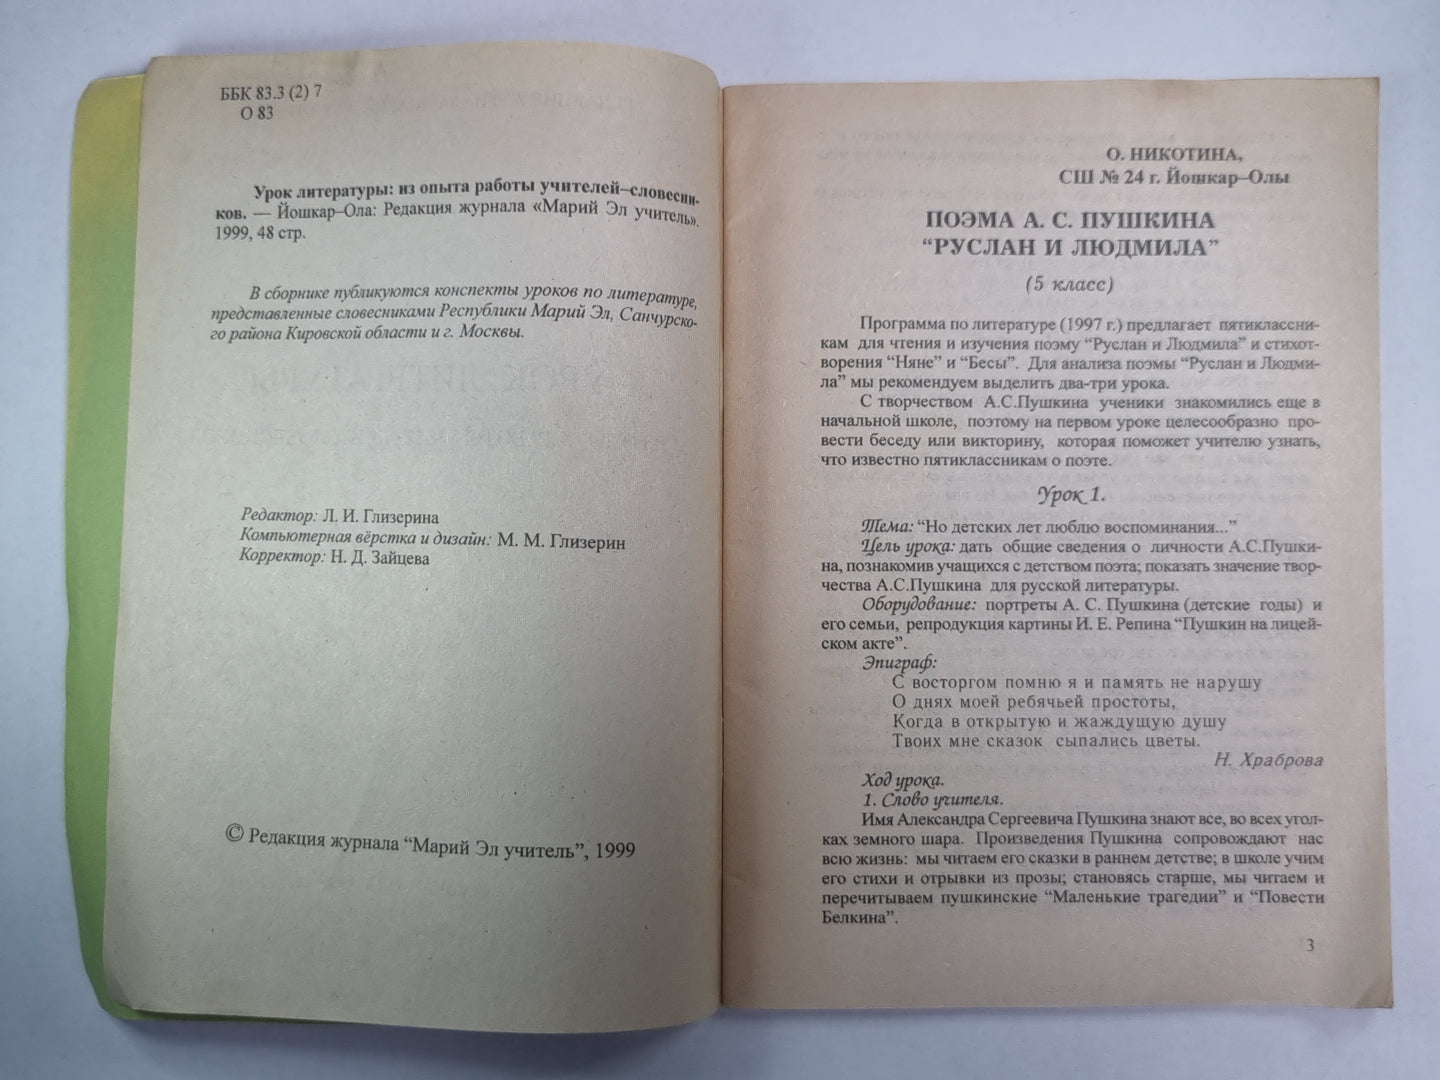 ББК 83.3 (2) 7
О 83
Урок литературы: из опыта работы учителей–словесни-
ков. — Йошкар–Ола: Редакция журнала «Марий Эл учитель».
1999, 48 стр.
В сборнике публикуются конспекты уроков по литературе,
представленные словесниками Республики Марий Эл, Санчурско-
го района Кировской области и г. Москвы.
Редактор: Л. И. Глизерина
Компьютерная вёрстка и дизайн: М. М. Глизерин
Корректор: Н. Д. Зайцева
© Редакция журнала “Марий Эл учитель”, 1999
О. НИКОТИНА,
СШ № 24 г. Йошкар–Олы
ПОЭМА А. С. ПУШКИНА
“РУСЛАН И ЛЮДМИЛА”
(5 класс)
Программа по литературе (1997 г.) предлагает пятиклассни-
кам для чтения и изучения поэму “Руслан и Людмила” и стихот-
ворения “Няне” и “Бесы”. Для анализа поэмы “Руслан и Людми-
ла” мы рекомендуем выделить два-три урока.
С творчеством А.С.Пушкина ученики знакомились еще в
начальной школе, поэтому на первом уроке целесообразно про-
вести беседу или викторину, которая поможет учителю узнать,
что известно пятиклассникам о поэте.
Урок 1.
Тема: “Но детских лет люблю воспоминания...”
Цель урока: дать общие сведения о личности А.С.Пушки-
на, познакомив учащихся с детством поэта; показать значение твор-
чества А.С.Пушкина для русской литературы.
Оборудование: портреты А. С. Пушкина (детские годы) и
его семьи, репродукция картины И. Е. Репина “Пушкин на лицей-
ском акте”.
Эпиграф:
С восторгом помню я и память не нарушу
О днях моей ребячьей простоты,
Когда в открытую и жаждущую душу
Твоих мне сказок сыпались цветы.
Н. Храброва
Ход урока.
1. Слово учителя.
Имя Александра Сергеевича Пушкина знают все, во всех угол-
ках земного шара. Произведения Пушкина сопровождают нас
всю жизнь: мы читаем его сказки в раннем детстве; в школе учим
его стихи и отрывки из прозы; становясь старше, мы читаем и
перечитываем пушкинские “Маленькие трагедии” и “Повести
Белкина”.
3